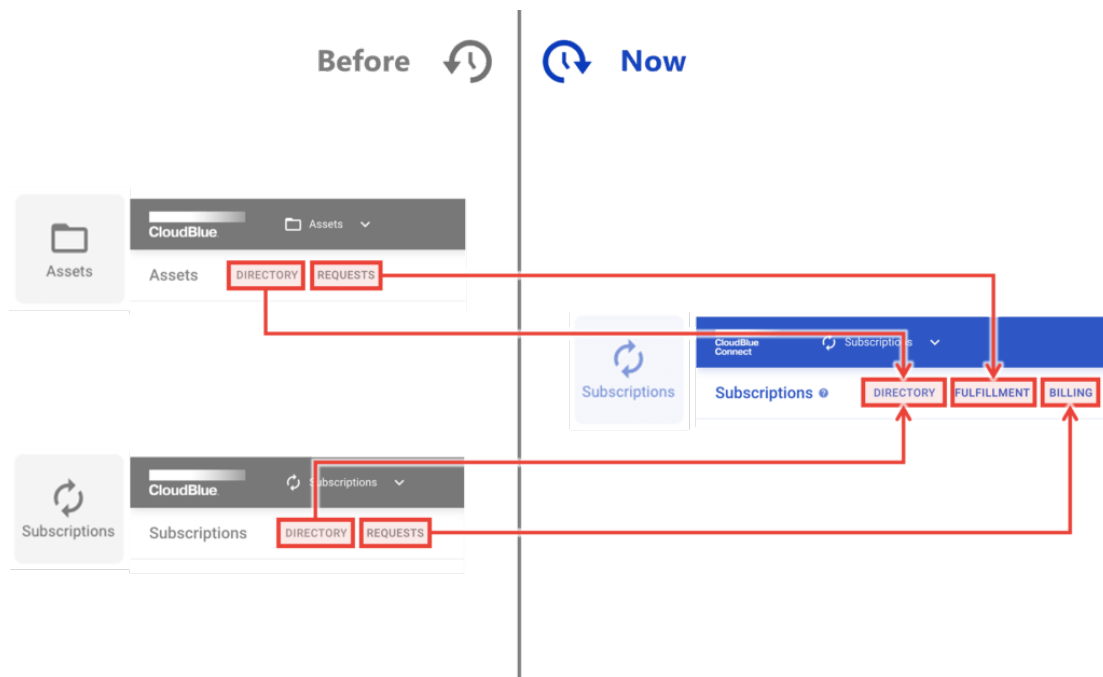 Before
Now
Assets
CloudBlue
Assets
Assets
DIRECTORY
REQUESTS
Subscriptions
CloudBlue
Connect
Subscriptions
Subscriptions
DIRECTORY
FULFILLMENT
BILLING
Subscriptions
CloudBlue
Subscriptions
Subscriptions
DIRECTORY
REQUESTS